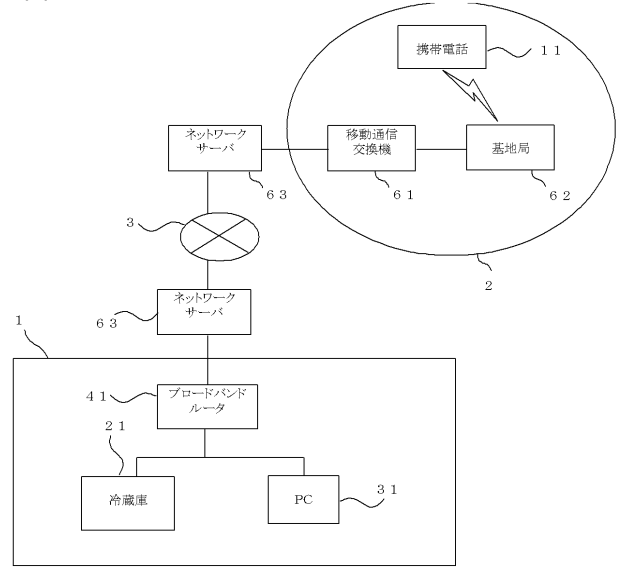 携帯電話
１１
ネットワーク
サーバ
移動通信
交換機
基地局
６３
６１
６２
３
２
ネットワーク
サーバ
６３
１
ブロードバンド
ルータ
４１
２１
冷蔵庫
PC
３１